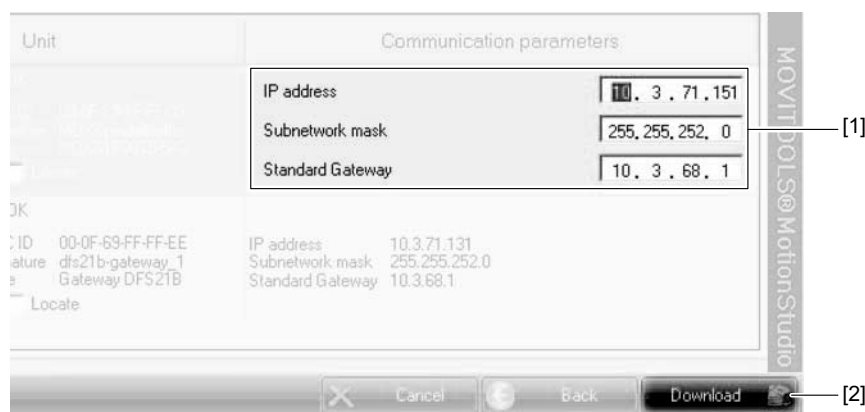 Unit
Communication parameters
IP address 10. 3 . 71 .151
Subnetwork mask 255.255.252. 0
Standard Gateway 10. 3 . 68. 1
[1]
Locate
OK
C ID 00-0F-69-FF-FF-EE
ature dfs21b-gateway_1
e Gateway DFS21B
Locate
IP address 10.3.71.131
Subnetwork mask 255.255.252.0
Standard Gateway 10.3.68.1
MOVITOOLS®MotionStudio
Cancel
Back
Download
[2]